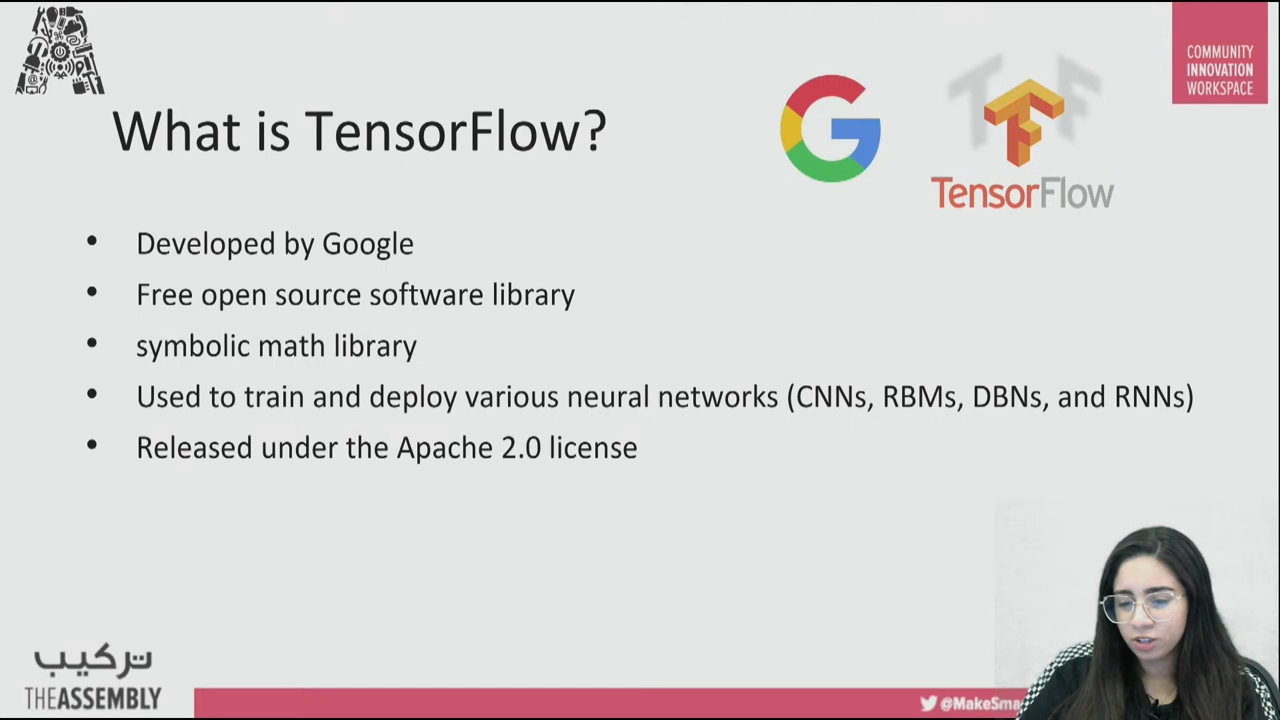 COMMUNITY
INNOVATION
WORKSPACE
What is TensorFlow?
TensorFlow
• Developed by Google
• Free open source software library
• symbolic math library
• Used to train and deploy various neural networks (CNNs, RBMs, DBNs, and RNNs)
• Released under the Apache 2.0 license
تركيب
THEASSEMBLY